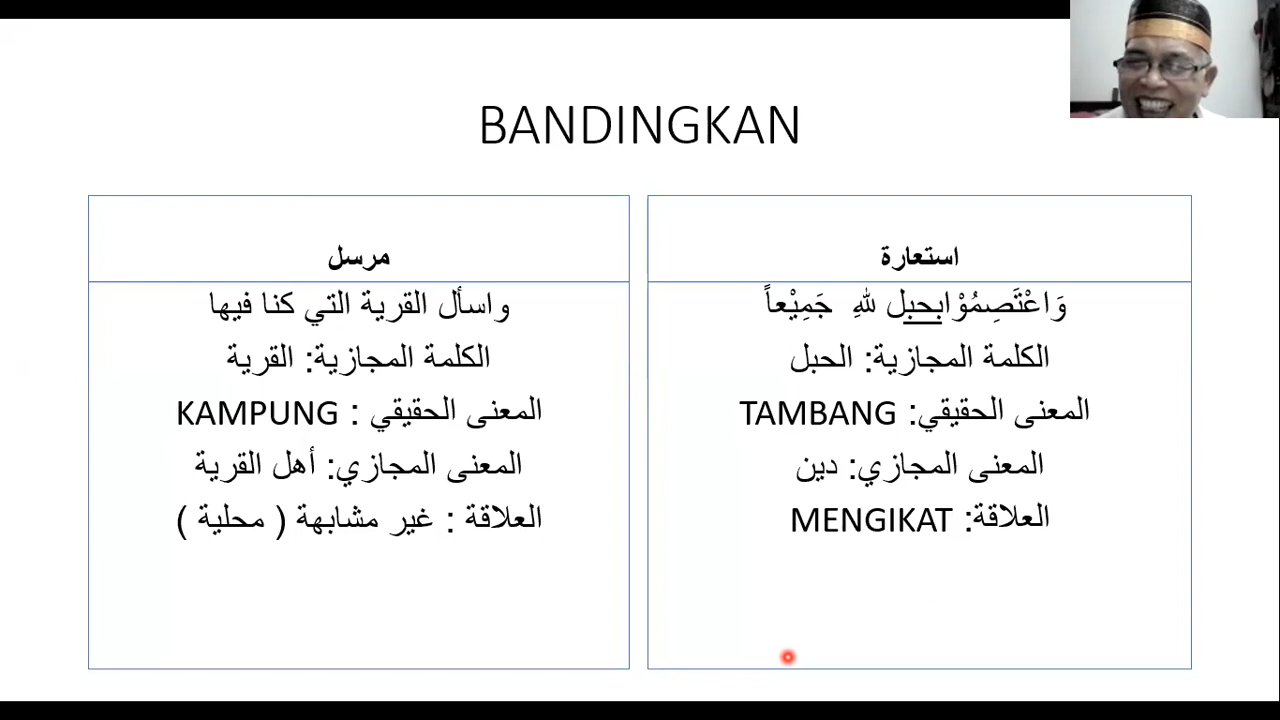 BANDINGKAN
استعارة
وَاعْتَصِمُوْابحبل للهِ جَمِيْعاً
الكلمة المجازية: الحبل
المعنى الحقيقي: TAMBANG
المعنى المجازي: دين
العلاقة: MENGIKAT
مرسل
واسأل القرية التي كنا فيها
الكلمة المجازية: القرية
المعنى الحقيقي : KAMPUNG
المعنى المجازي: أهل القرية
العلاقة : غير مشابهة ( محلية )